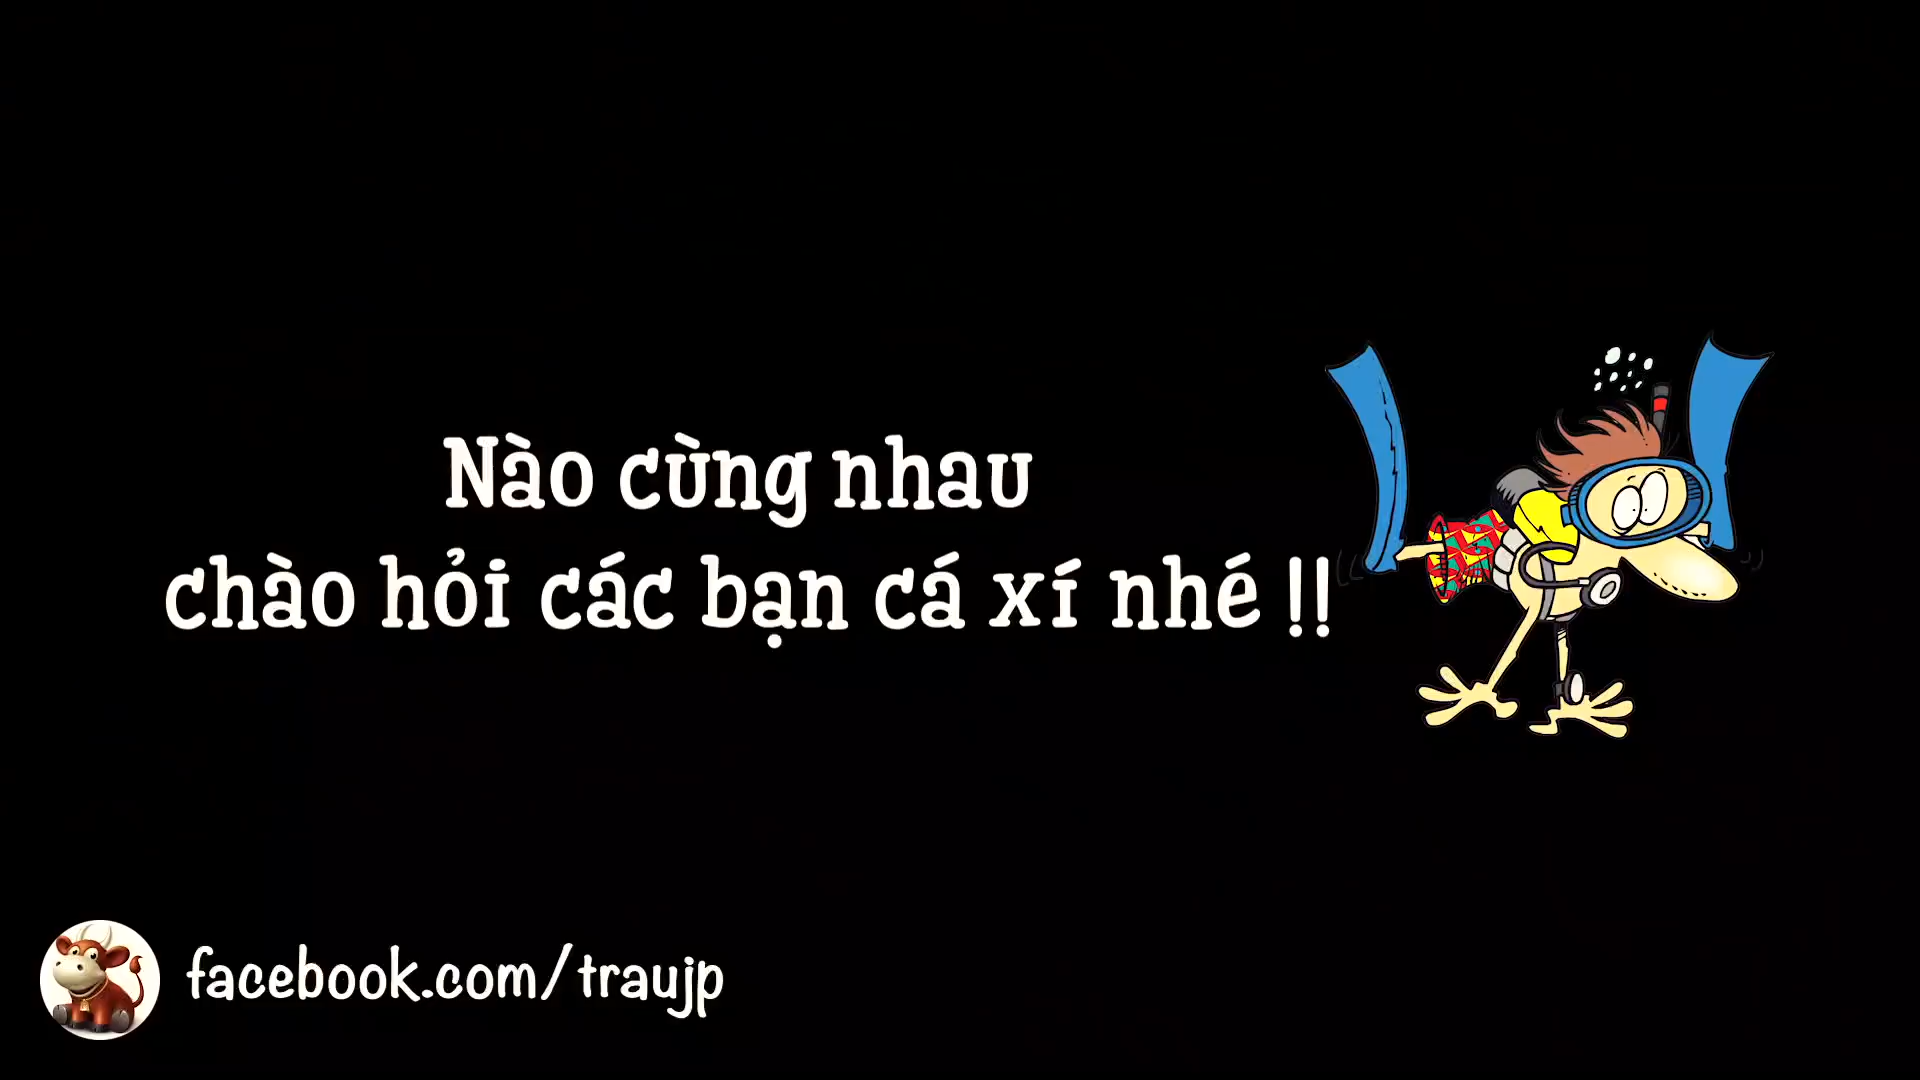 Nào cùng nhau
chào hỏi các bạn cá xí nhé !!
facebook.com/traujp